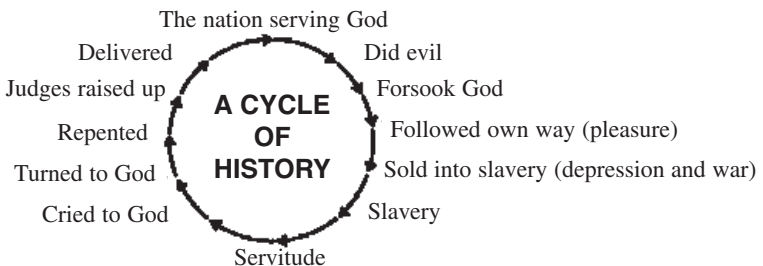 The nation serving God
Did evil
Forsook God
Followed own way (pleasure)
Sold into slavery (depression and war)
Slavery
Servitude
Cried to God
Turned to God
Repented
Judges raised up
Delivered
A CYCLE
OF
HISTORY